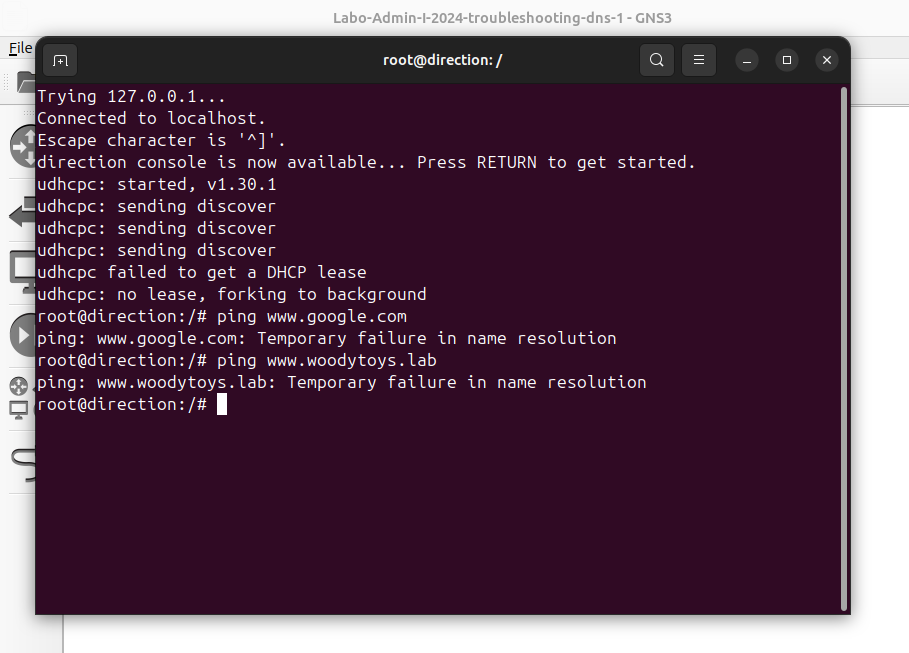 Labo-Admin-I-2024-troubleshooting-dns-1 - GNS3
File
root@direction: /
Trying 127.0.0.1...
Connected to localhost.
Escape character is '^]'.
direction console is now available... Press RETURN to get started.
udhcpc: started, v1.30.1
udhcpc: sending discover
udhcpc: sending discover
udhcpc: sending discover
udhcpc failed to get a DHCP lease
udhcpc: no lease, forking to background
root@direction:/# ping www.google.com
ping: www.google.com: Temporary failure in name resolution
root@direction:/# ping www.woodytoys.lab
ping: www.woodytoys.lab: Temporary failure in name resolution
root@direction:/#